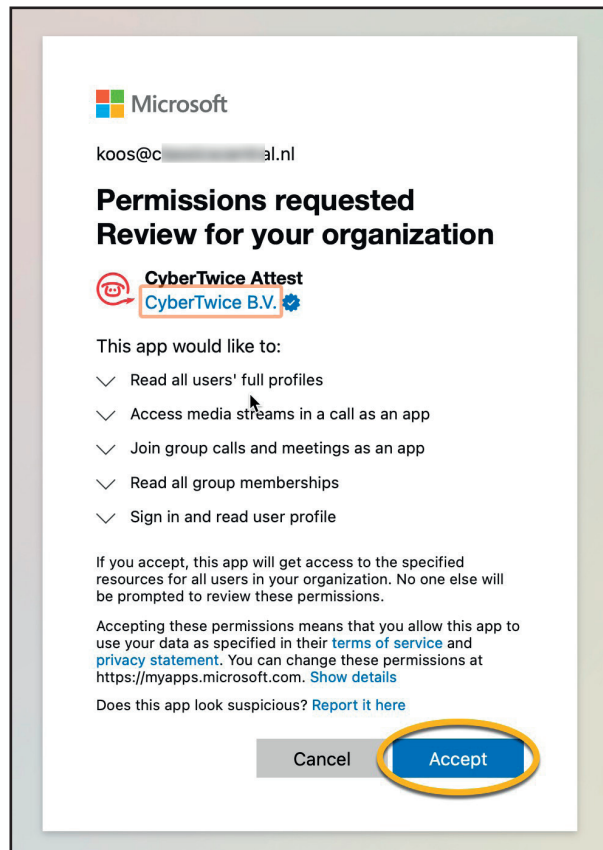 Microsoft
koos@c al.nl
Permissions requested
Review for your organization
CyberTwice Attest
CyberTwice B.V.
This app would like to:
Read all users' full profiles
Access media streams in a call as an app
Join group calls and meetings as an app
Read all group memberships
Sign in and read user profile
If you accept, this app will get access to the specified
resources for all users in your organization. No one else will
be prompted to review these permissions.
Accepting these permissions means that you allow this app to
use your data as specified in their terms of service and
privacy statement. You can change these permissions at
https://myapps.microsoft.com. Show details
Does this app look suspicious? Report it here
Cancel Accept